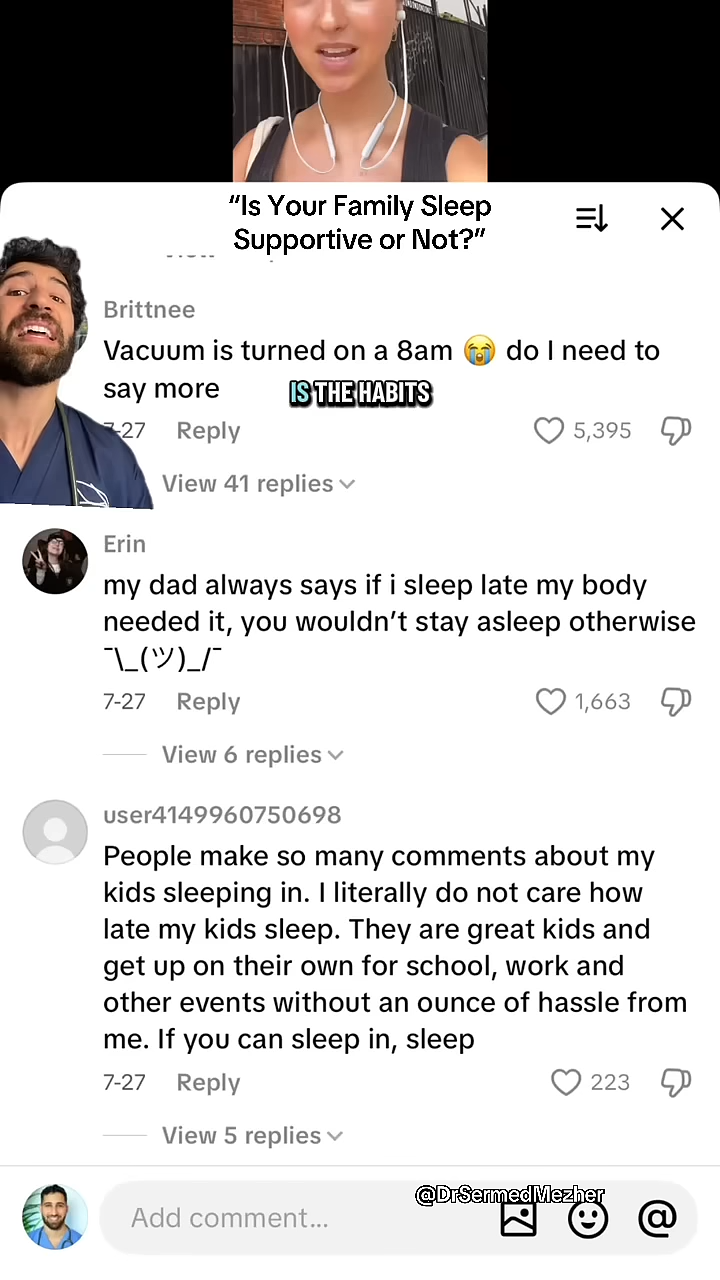 “Is Your Family Sleep
Supportive or Not?”
Brittnee
Vacuum is turned on a 8am 😭 do I need to
say more
IS THE HABITS
7-27 Reply 5,395
View 41 replies
Erin
my dad always says if i sleep late my body
needed it, you wouldn’t stay asleep otherwise
¯\_(ツ)_/¯
7-27 Reply 1,663
View 6 replies
user4149960750698
People make so many comments about my
kids sleeping in. I literally do not care how
late my kids sleep. They are great kids and
get up on their own for school, work and
other events without an ounce of hassle from
me. If you can sleep in, sleep
7-27 Reply 223
View 5 replies
@DrSermedMezher
Add comment...